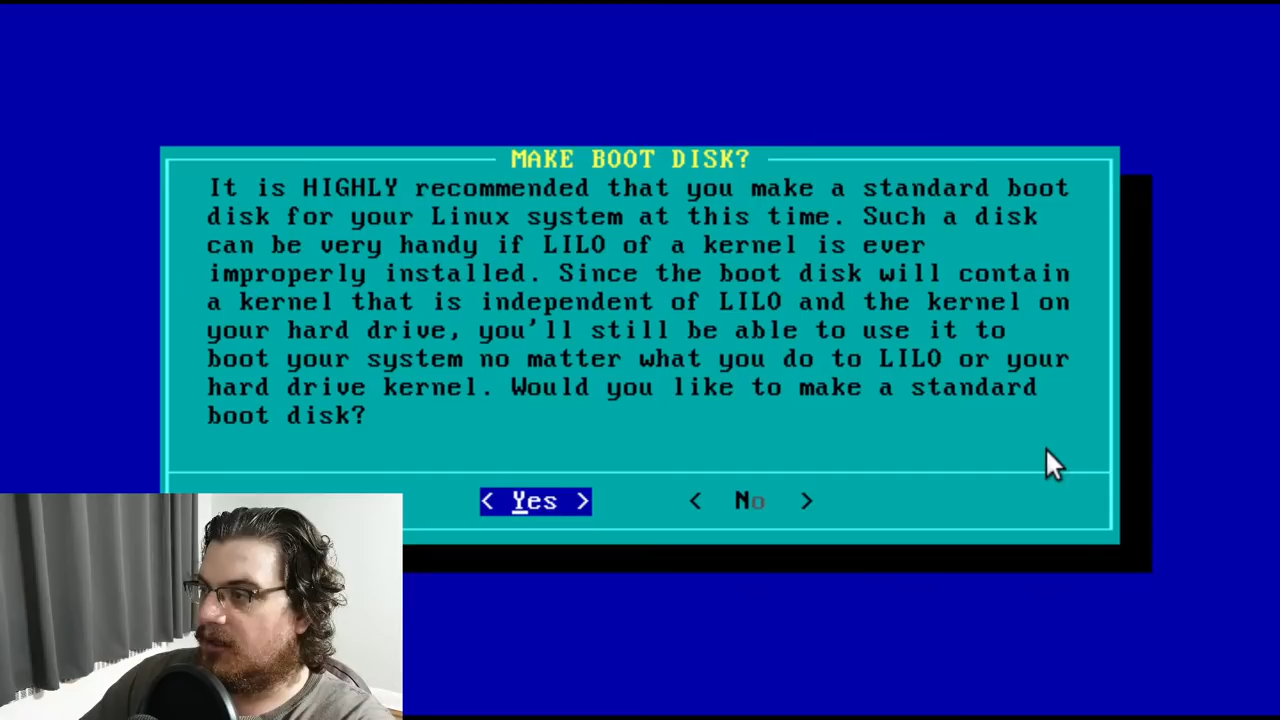 MAKE BOOT DISK?
It is HIGHLY recommended that you make a standard boot
disk for your Linux system at this time. Such a disk
can be very handy if LILO of a kernel is ever
improperly installed. Since the boot disk will contain
a kernel that is independent of LILO and the kernel on
your hard drive, you'll still be able to use it to
boot your system no matter what you do to LILO or your
hard drive kernel. Would you like to make a standard
boot disk?
< Yes > < No >